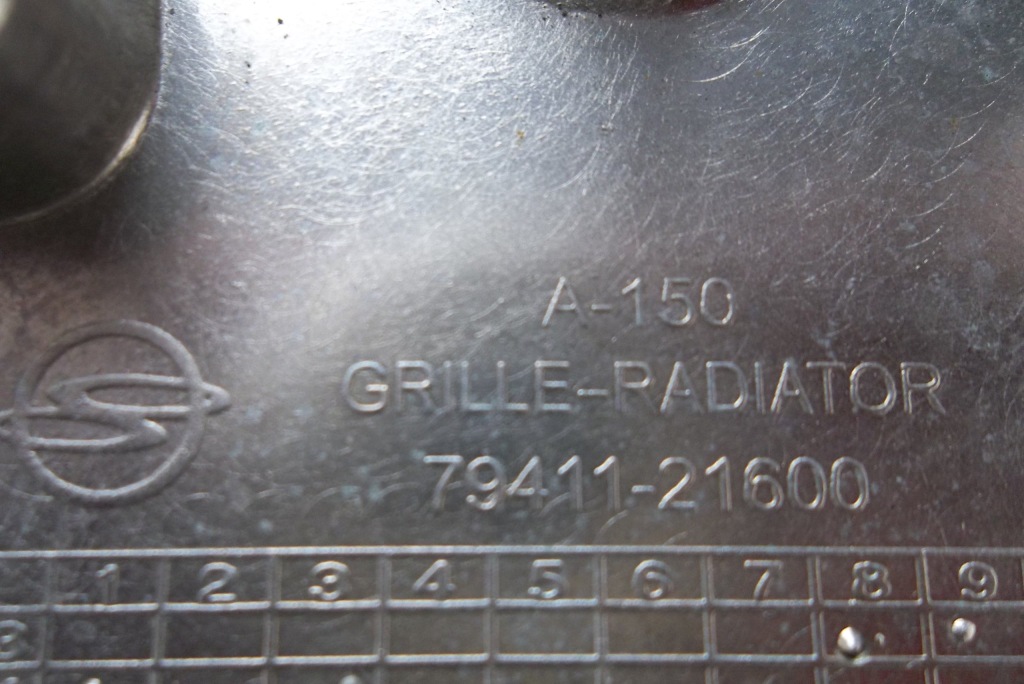 A-150
GRILLE-RADIATOR
79411-21600
1 2 3 4 5 6 7 8 9